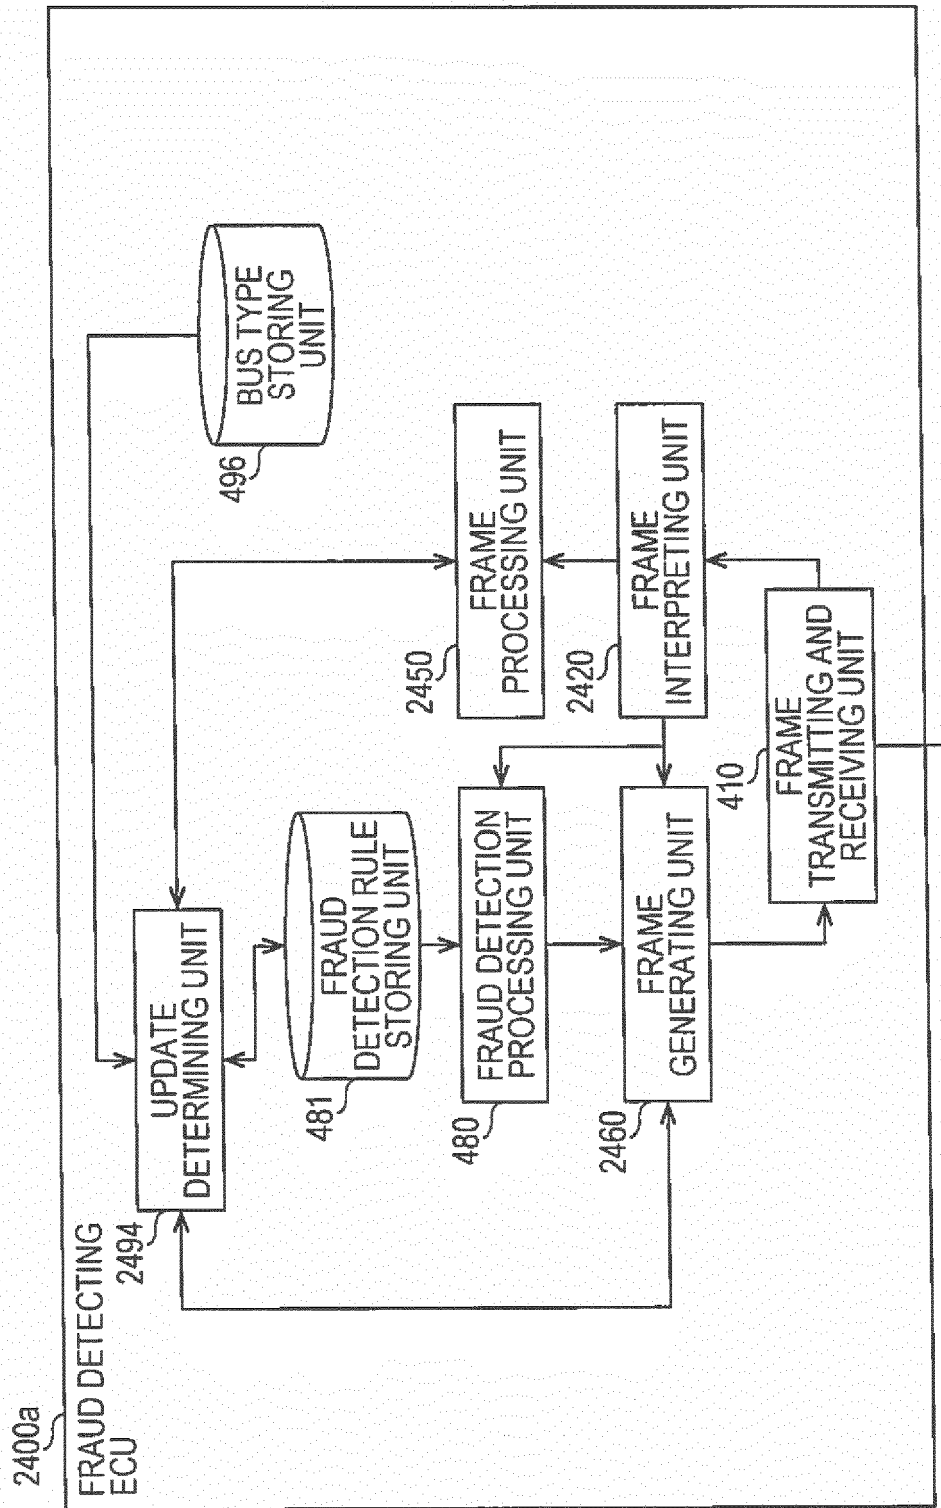 2400a
FRAUD DETECTING
ECU
2494
UPDATE
DETERMINING UNIT
496
BUS TYPE
STORING
UNIT
481
FRAUD
DETECTION RULE
STORING UNIT
2450
FRAME
PROCESSING UNIT
480
FRAUD DETECTION
PROCESSING UNIT
2420
FRAME
INTERPRETING UNIT
2460
FRAME
GENERATING UNIT
410
FRAME
TRANSMITTING AND
RECEIVING UNIT